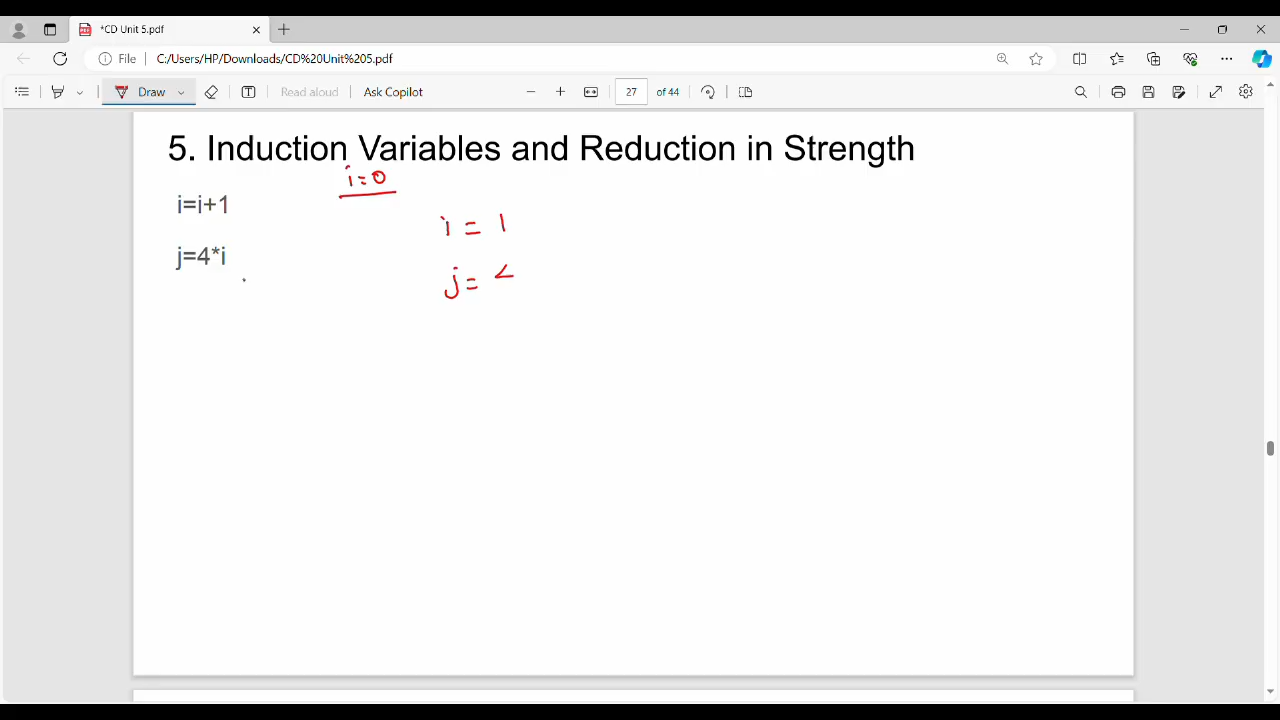 *CD Unit 5.pdf
File C:/Users/HP/Downloads/CD%20Unit%205.pdf
Draw Read aloud Ask Copilot 27 of 44
5. Induction Variables and Reduction in Strength
i=0
i=i+1
i = 1
j=4*i
j =